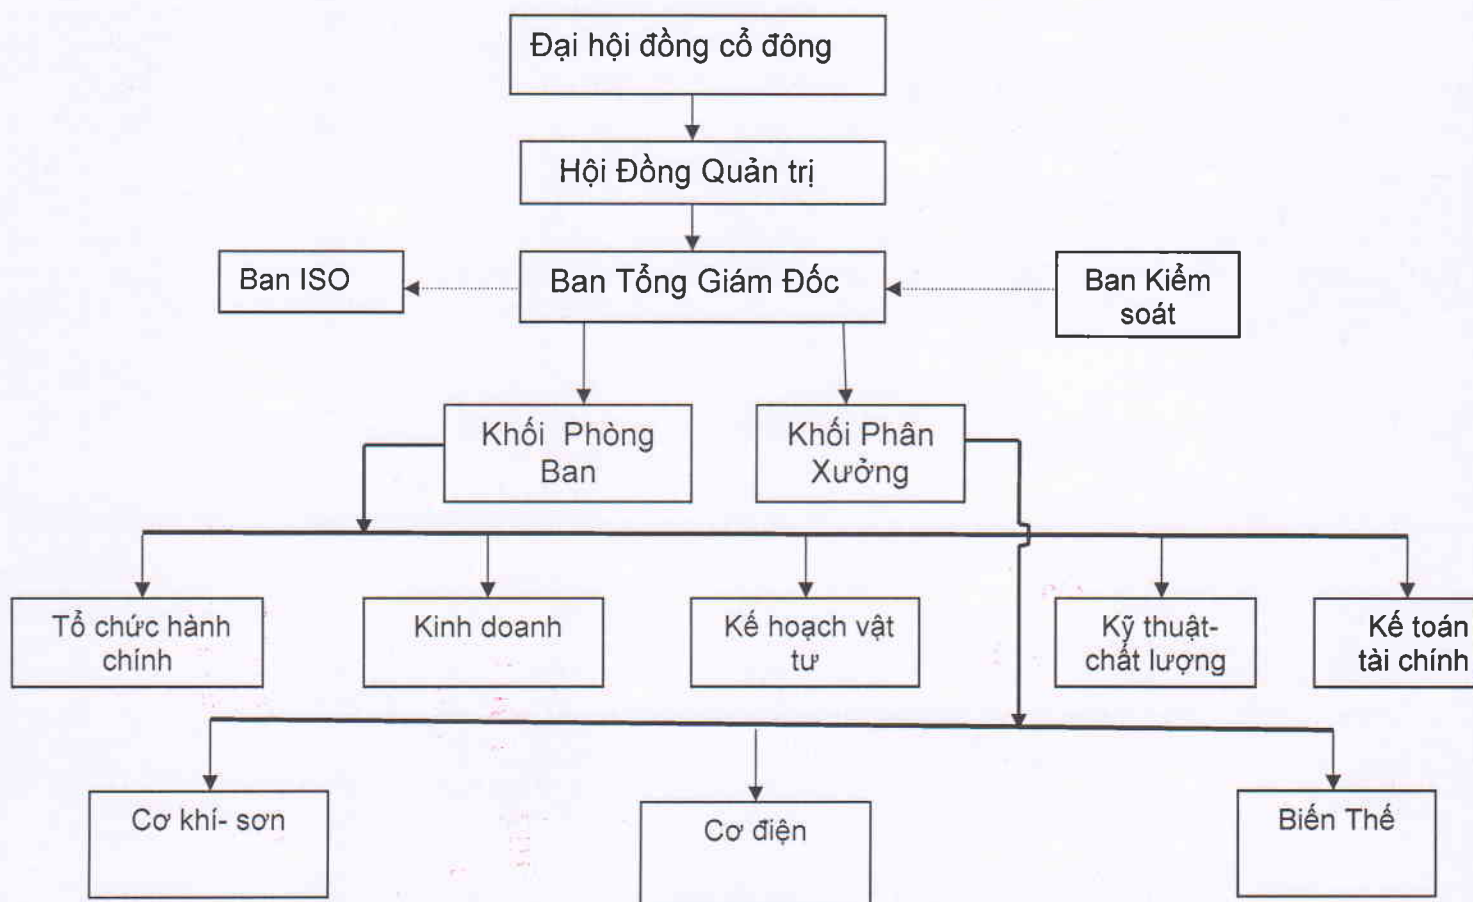 Đại hội đồng cổ đông
Hội Đồng Quản trị
Ban ISO
Ban Tổng Giám Đốc
Ban Kiểm
soát
Khối Phòng
Ban
Khối Phân
Xưởng
Tổ chức hành
chính
Kinh doanh
Kế hoạch vật
tư
Kỹ thuật-
chất lượng
Kế toán
tài chính
Cơ khí- sơn
Cơ điện
Biến Thế